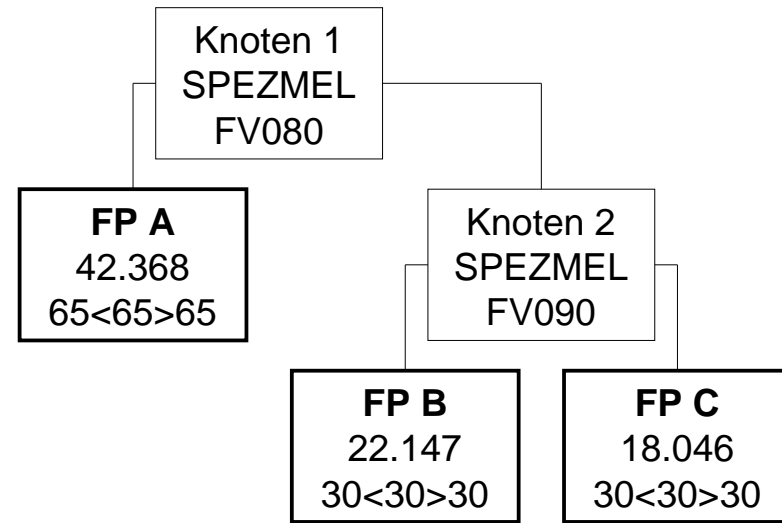 Knoten 1
SPEZMEL
FV080
FP A
42.368
65<65>65
Knoten 2
SPEZMEL
FV090
FP B
22.147
30<30>30
FP C
18.046
30<30>30